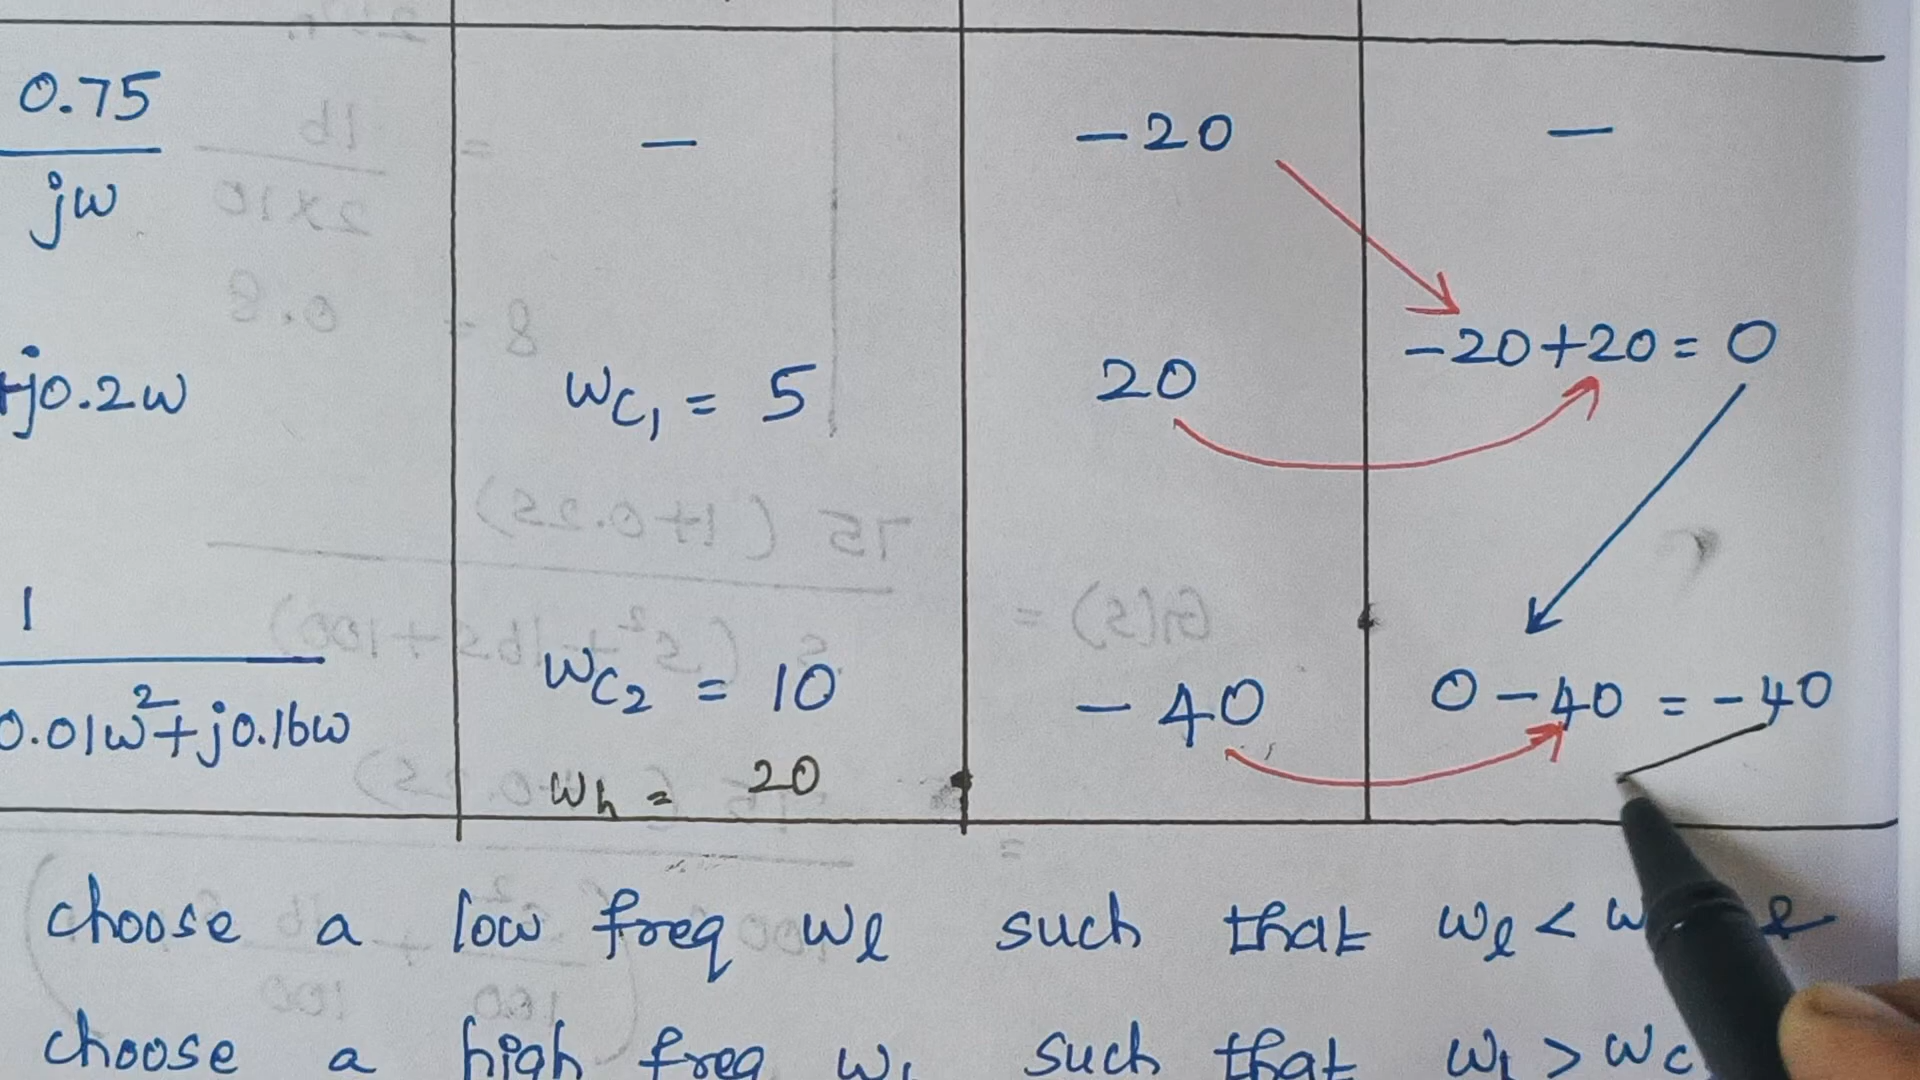 0.75 — -20 —
jω
-20+20 = 0
+j0.2ω ωc1 = 5 20
1
0.01ω²+j0.16ω ωc2 = 10 -40 0-40 = -40
ωh = 20
choose a low freq ωl such that ωl < ω &
choose a high freq such that > ωc